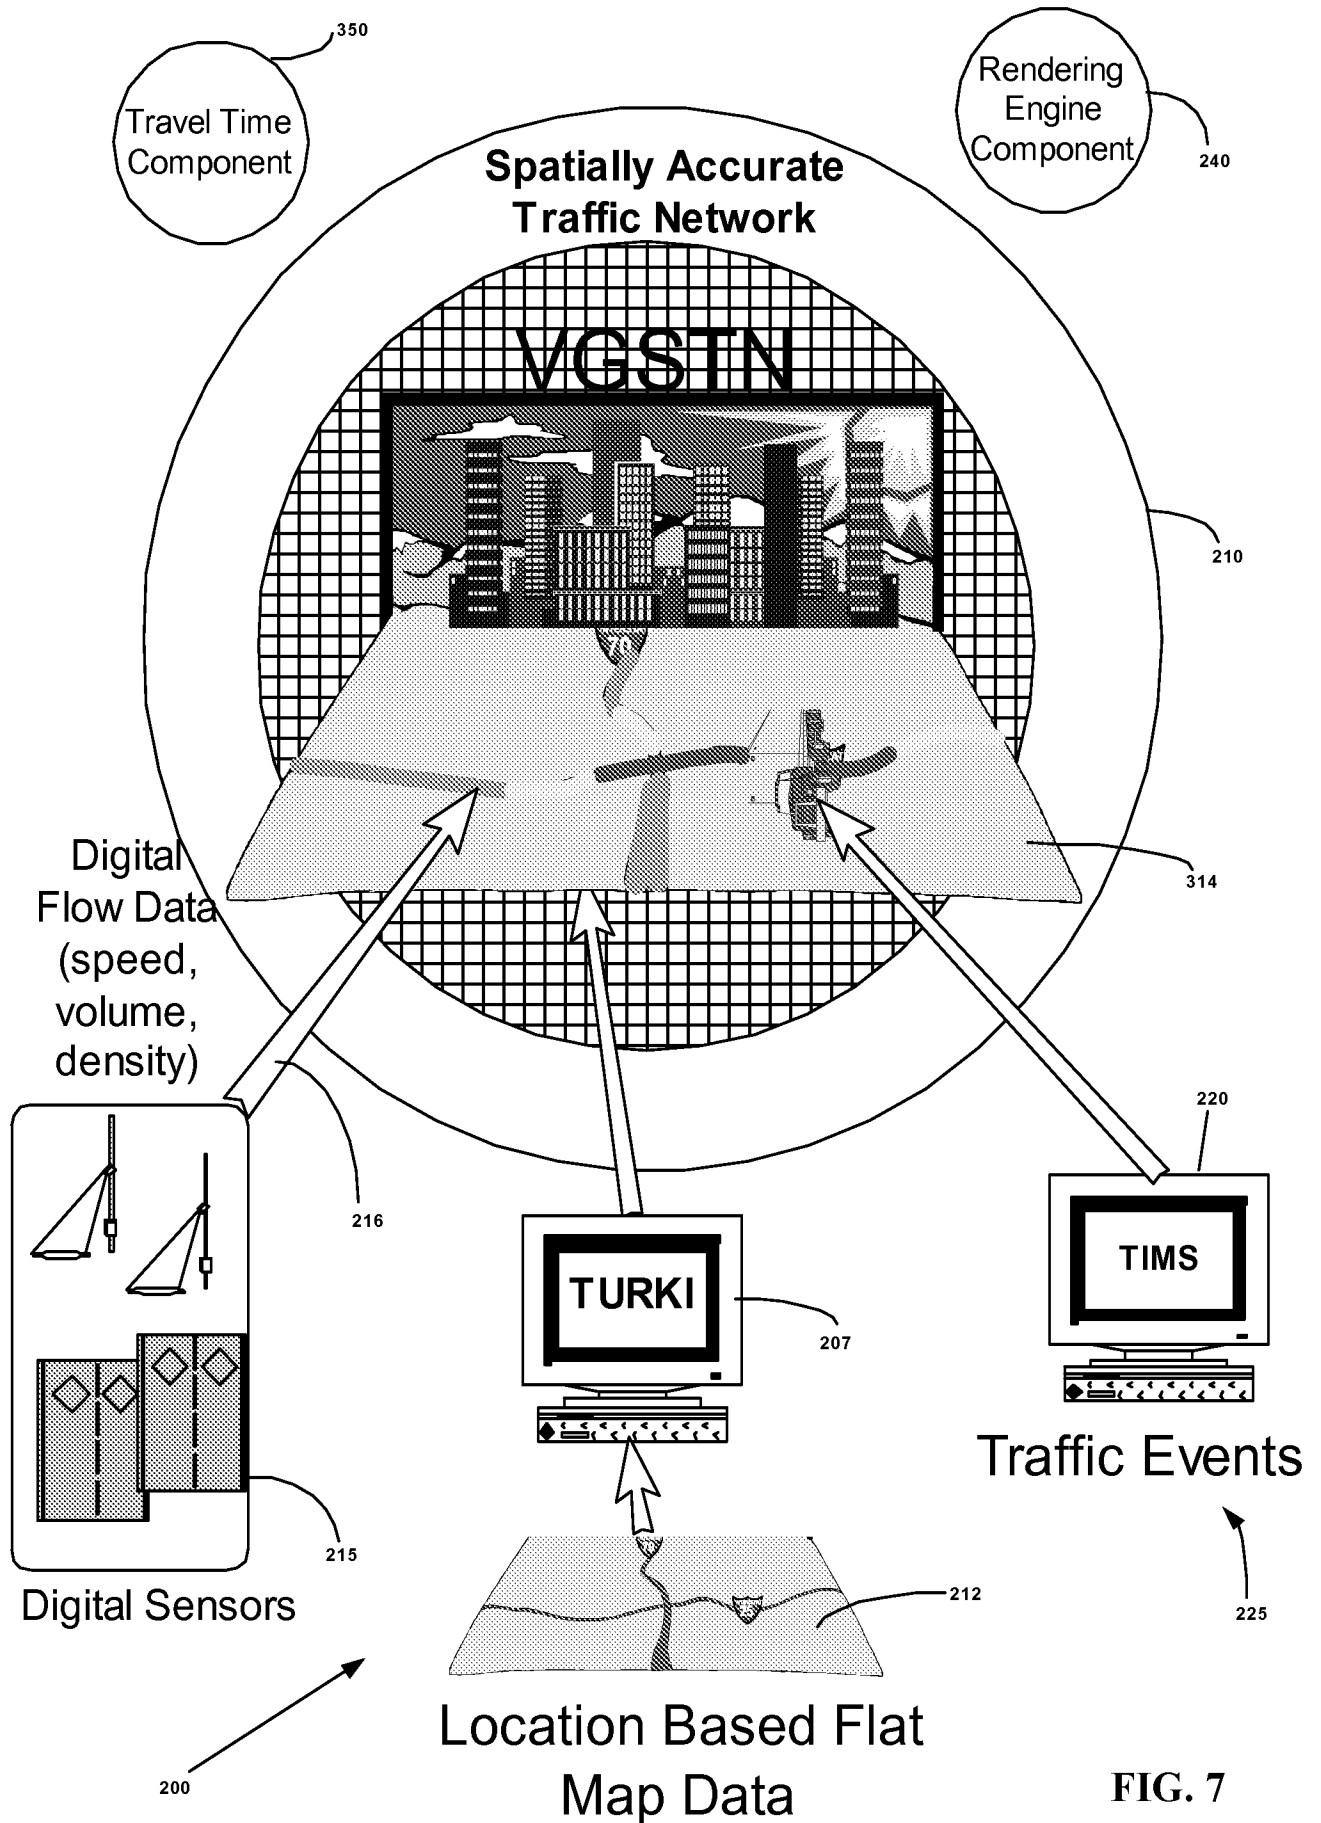 350
Travel Time
Component
Rendering
Engine
Component
240
Spatially Accurate
Traffic Network
VGSTN
210
70
314
Digital
Flow Data
(speed,
volume,
density)
216
220
TURKI
207
TIMS
Traffic Events
225
215
Digital Sensors
212
200
Location Based Flat
Map Data
FIG. 7